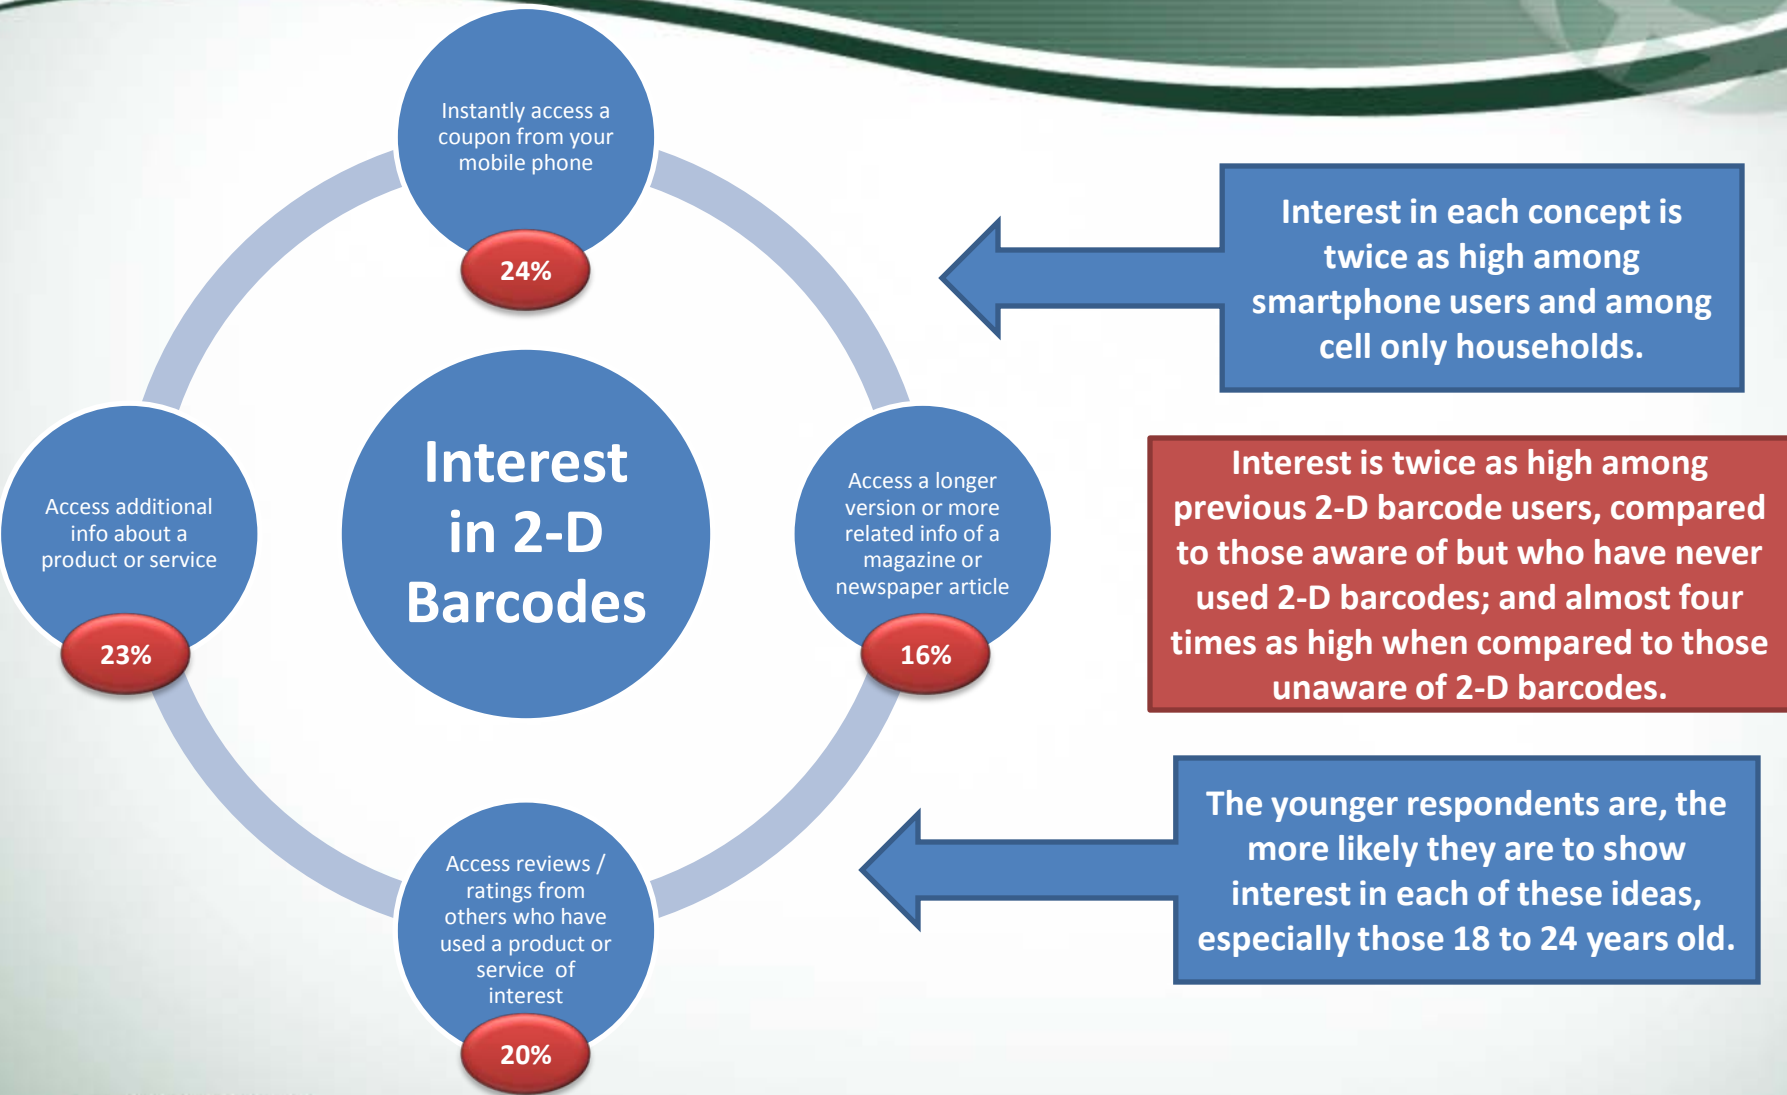 Instantly access a
coupon from your
mobile phone
24%
Interest
in 2-D
Barcodes
Access additional
info about a
product or service
23%
Access a longer
version or more
related info of a
magazine or
newspaper article
16%
Access reviews /
ratings from
others who have
used a product or
service of
interest
20%
Interest in each concept is
twice as high among
smartphone users and among
cell only households.
Interest is twice as high among
previous 2-D barcode users, compared
to those aware of but who have never
used 2-D barcodes; and almost four
times as high when compared to those
unaware of 2-D barcodes.
The younger respondents are, the
more likely they are to show
interest in each of these ideas,
especially those 18 to 24 years old.